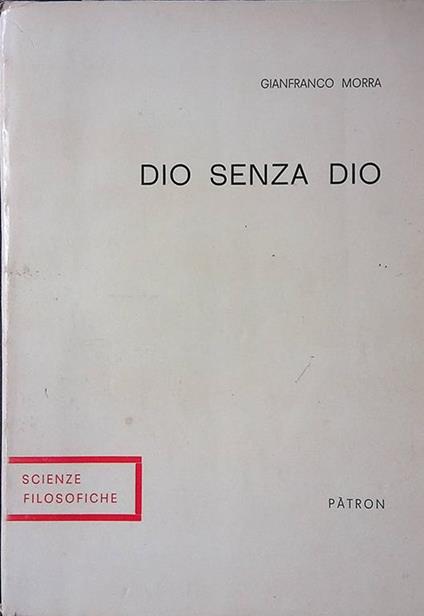 GIANFRANCO MORRA
DIO SENZA DIO
SCIENZE
FILOSOFICHE
PÀTRON